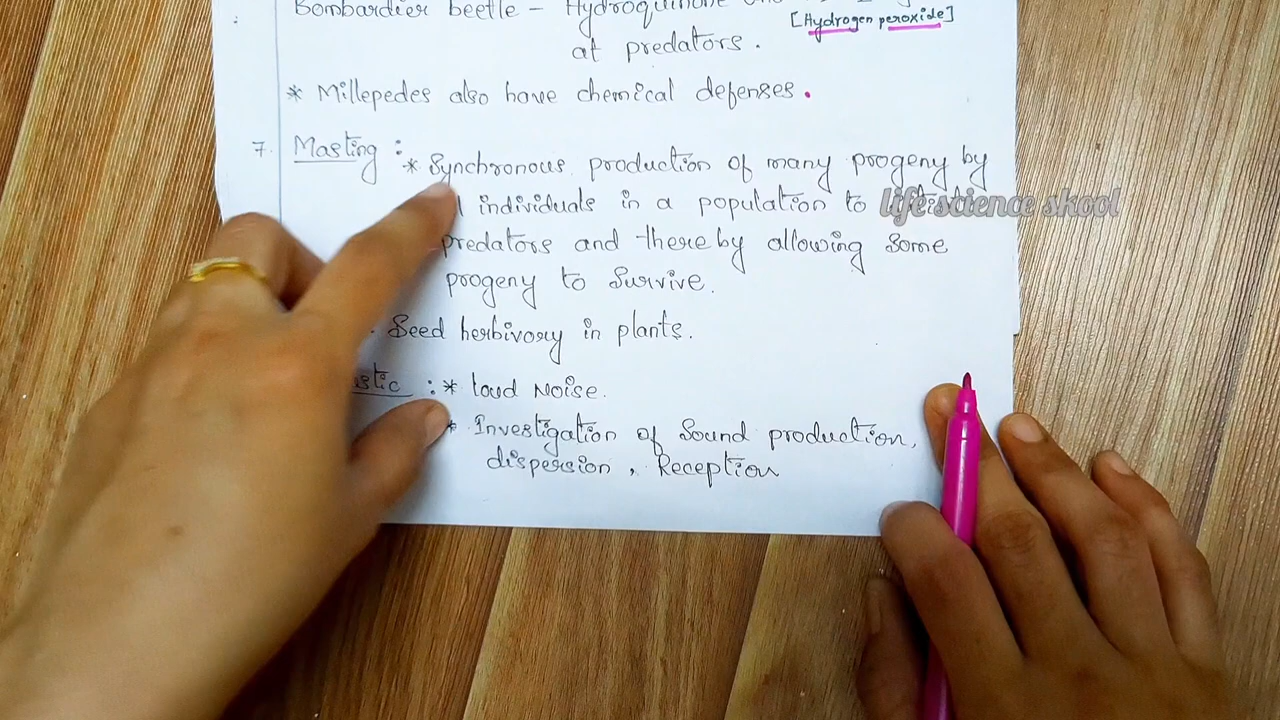 Bombardier beetle - Hydroquinone
[Hydrogen peroxide]
at predators.
* Millepedes also have chemical defenses.
7. Masting : * Synchronous production of many progeny by
individuals in a population to
life science skool
predators and thereby allowing Some
progeny to Survive.
Seed herbivory in plants.
: * loud Noise.
* Investigation of Sound production,
dispersion, Reception